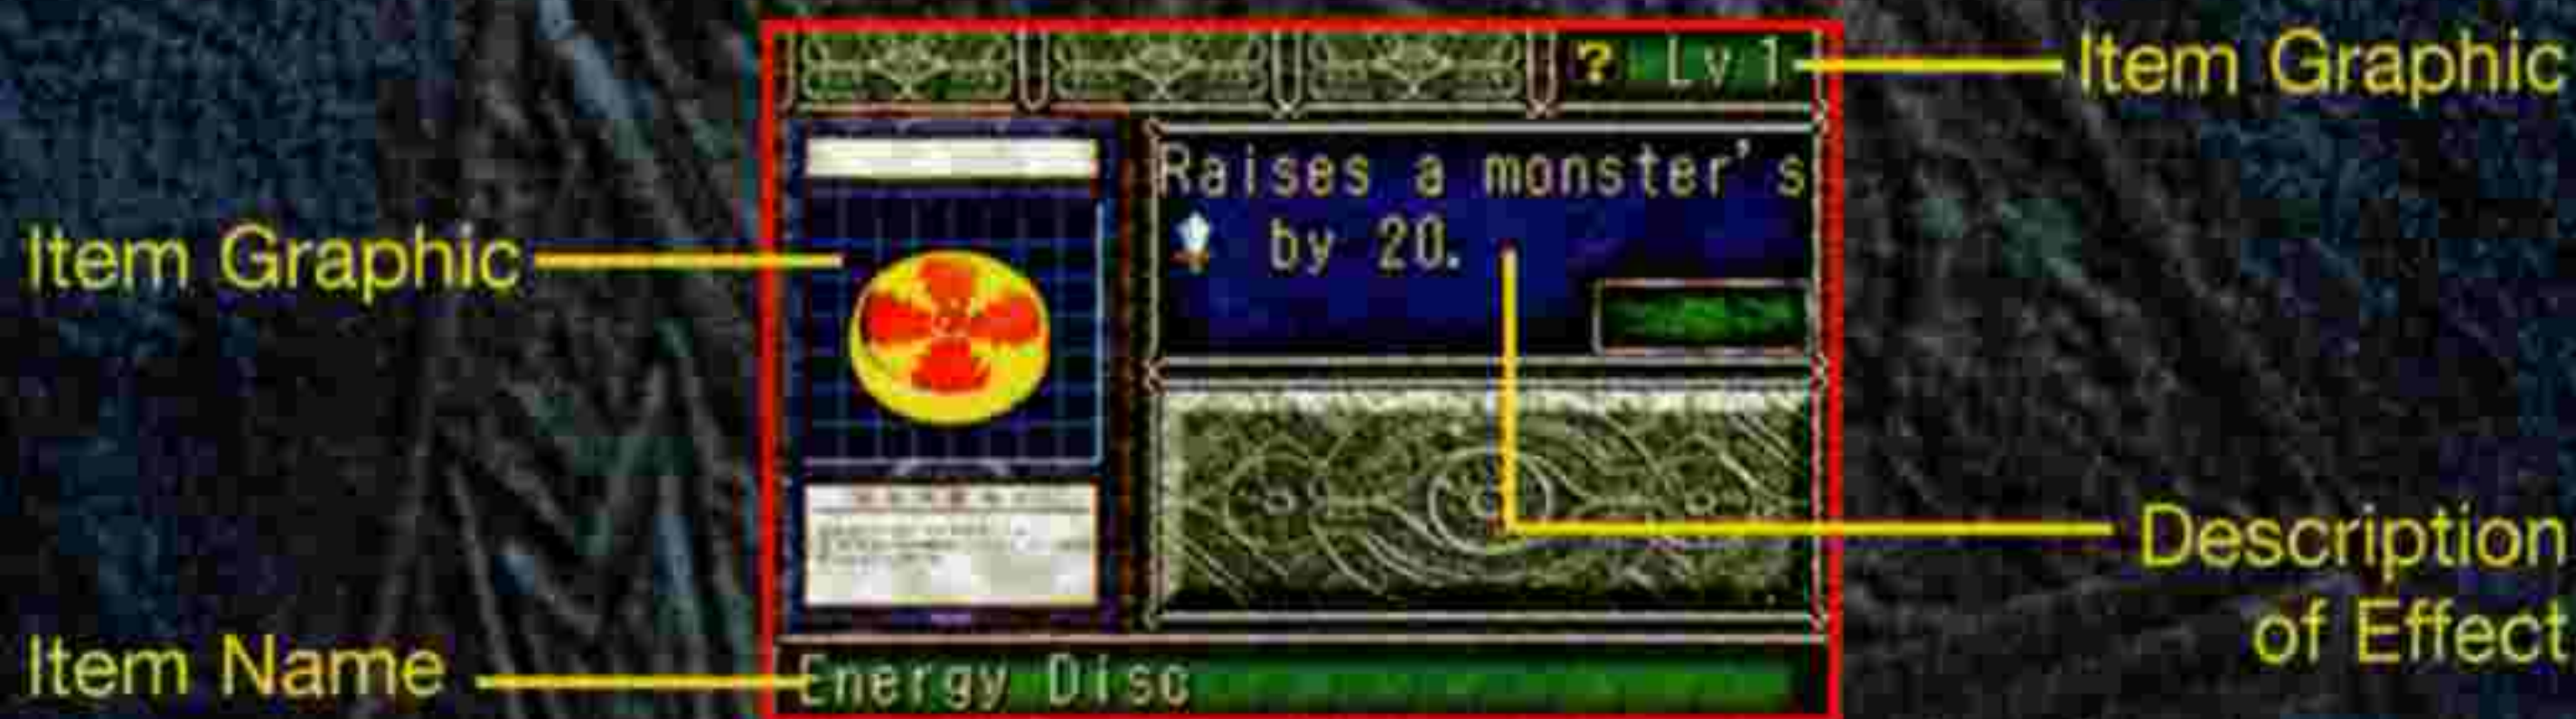 ? Lv 1
Item Graphic
Raises a monster's
by 20.
Item Graphic
Description
of Effect
Item Name
Energy Disc